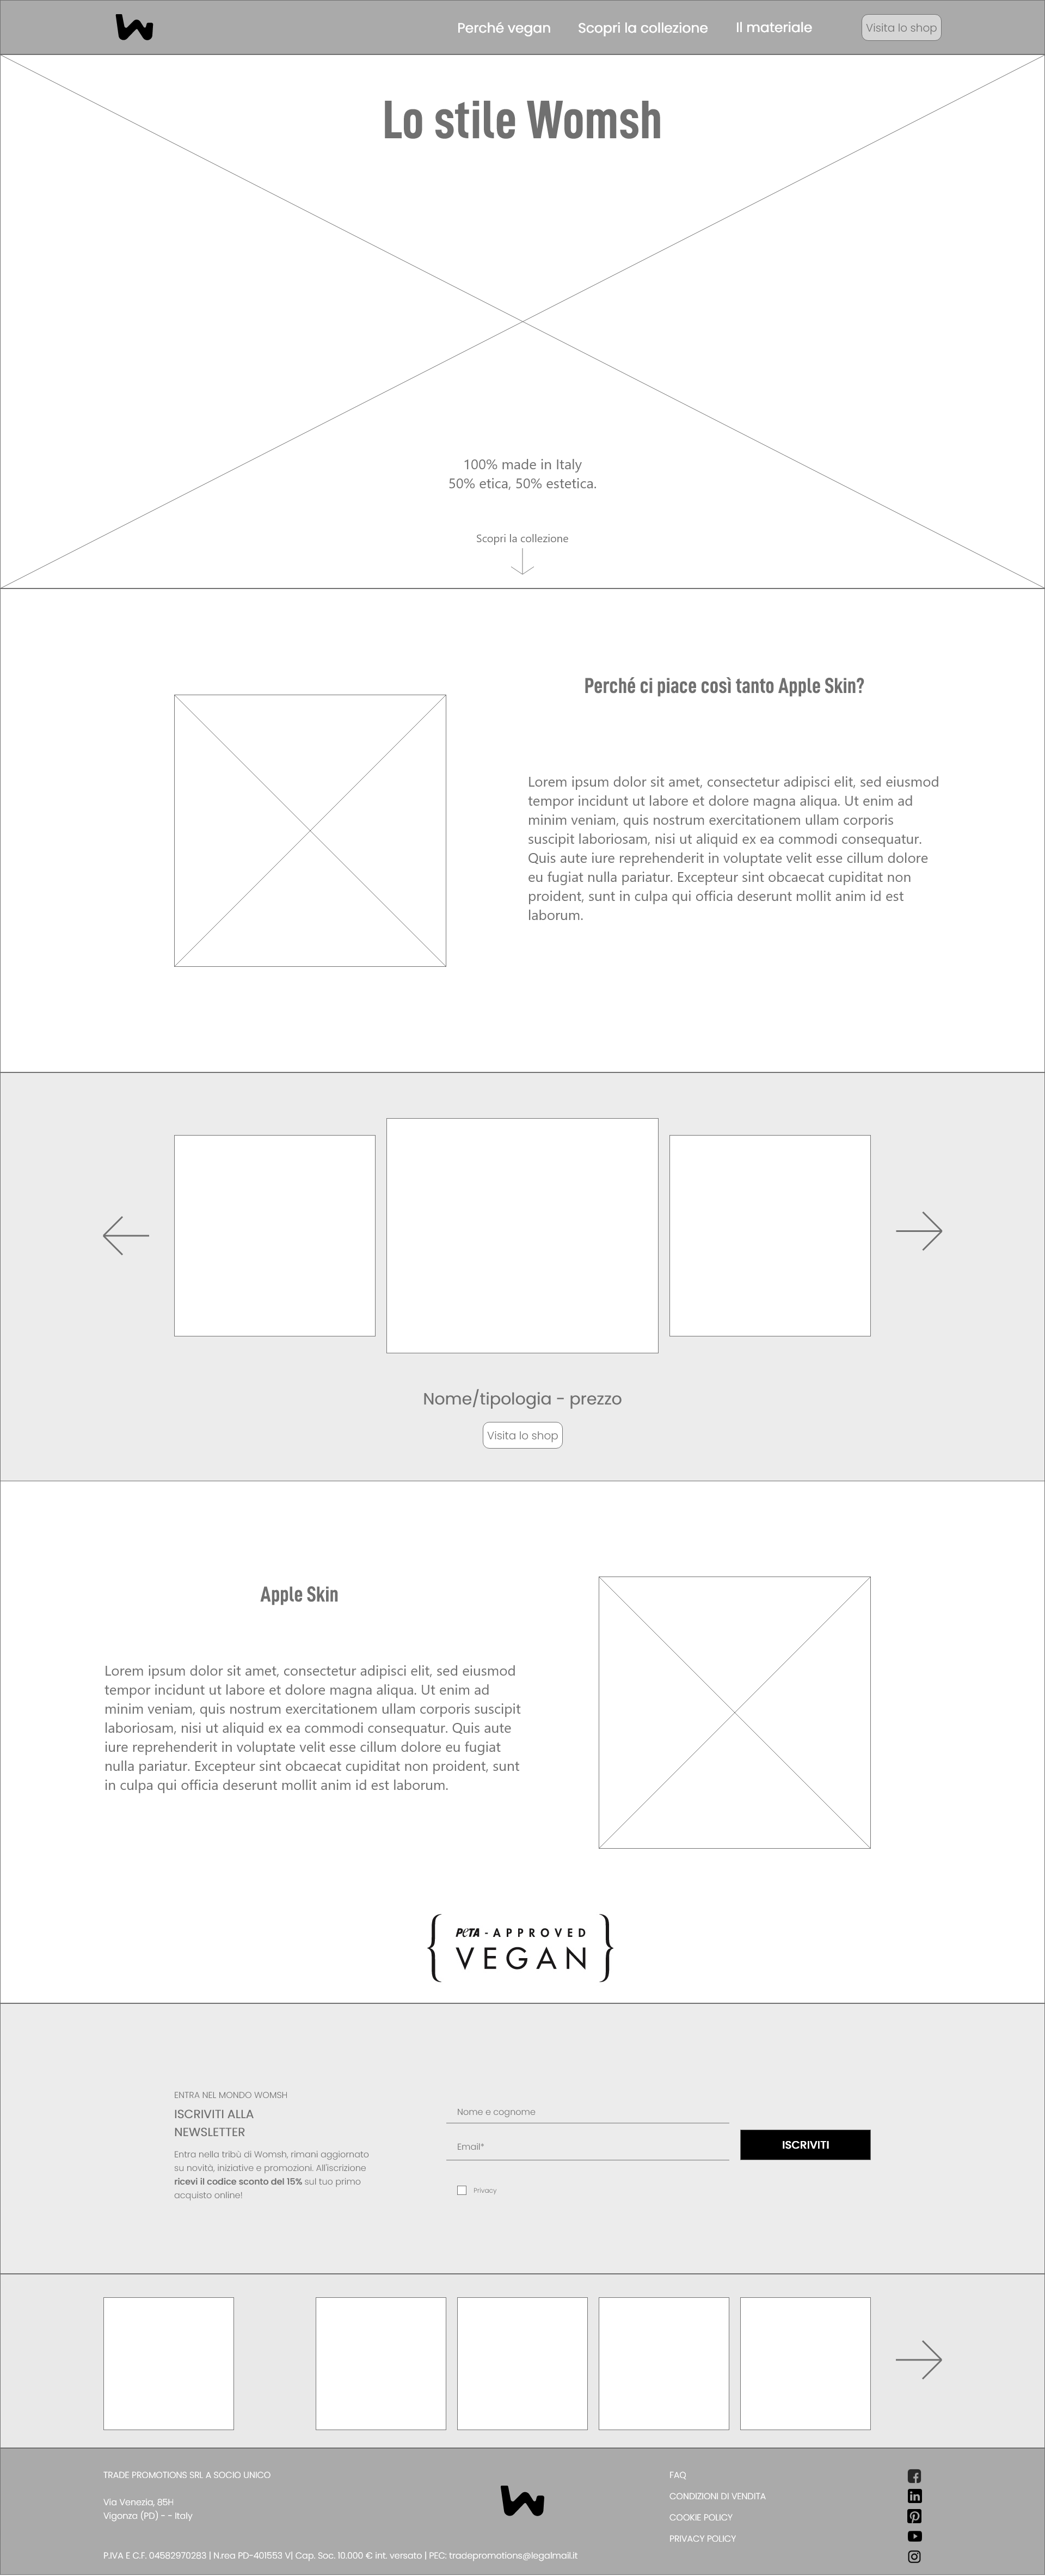 Perché vegan
Scopri la collezione
Il materiale
Visita lo shop
Lo stile Womsh
100% made in Italy
50% etica, 50% estetica.
Scopri la collezione
Perché ci piace così tanto Apple Skin?
Lorem ipsum dolor sit amet, consectetur adipisci elit, sed eiusmod
tempor incidunt ut labore et dolore magna aliqua. Ut enim ad
minim veniam, quis nostrum exercitationem ullam corporis
suscipit laboriosam, nisi ut aliquid ex ea commodi consequatur.
Quis aute iure reprehenderit in voluptate velit esse cillum dolore
eu fugiat nulla pariatur. Excepteur sint obcaecat cupiditat non
proident, sunt in culpa qui officia deserunt mollit anim id est
laborum.
Nome/tipologia - prezzo
Visita lo shop
Apple Skin
Lorem ipsum dolor sit amet, consectetur adipisci elit, sed eiusmod
tempor incidunt ut labore et dolore magna aliqua. Ut enim ad
minim veniam, quis nostrum exercitationem ullam corporis suscipit
laboriosam, nisi ut aliquid ex ea commodi consequatur. Quis aute
iure reprehenderit in voluptate velit esse cillum dolore eu fugiat
nulla pariatur. Excepteur sint obcaecat cupiditat non proident, sunt
in culpa qui officia deserunt mollit anim id est laborum.
PeTA - APPROVED
VEGAN
ENTRA NEL MONDO WOMSH
ISCRIVITI ALLA
NEWSLETTER
Entra nella tribù di Womsh, rimani aggiornato
su novità, iniziative e promozioni. All'iscrizione
ricevi il codice sconto del 15% sul tuo primo
acquisto online!
Nome e cognome
Email*
Privacy
ISCRIVITI
TRADE PROMOTIONS SRL A SOCIO UNICO
Via Venezia, 85H
Vigonza (PD) - - Italy
P.IVA E C.F. 04582970283 | N.rea PD-401553 V| Cap. Soc. 10.000 € int. versato | PEC: tradepromotions@legalmail.it
FAQ
CONDIZIONI DI VENDITA
COOKIE POLICY
PRIVACY POLICY